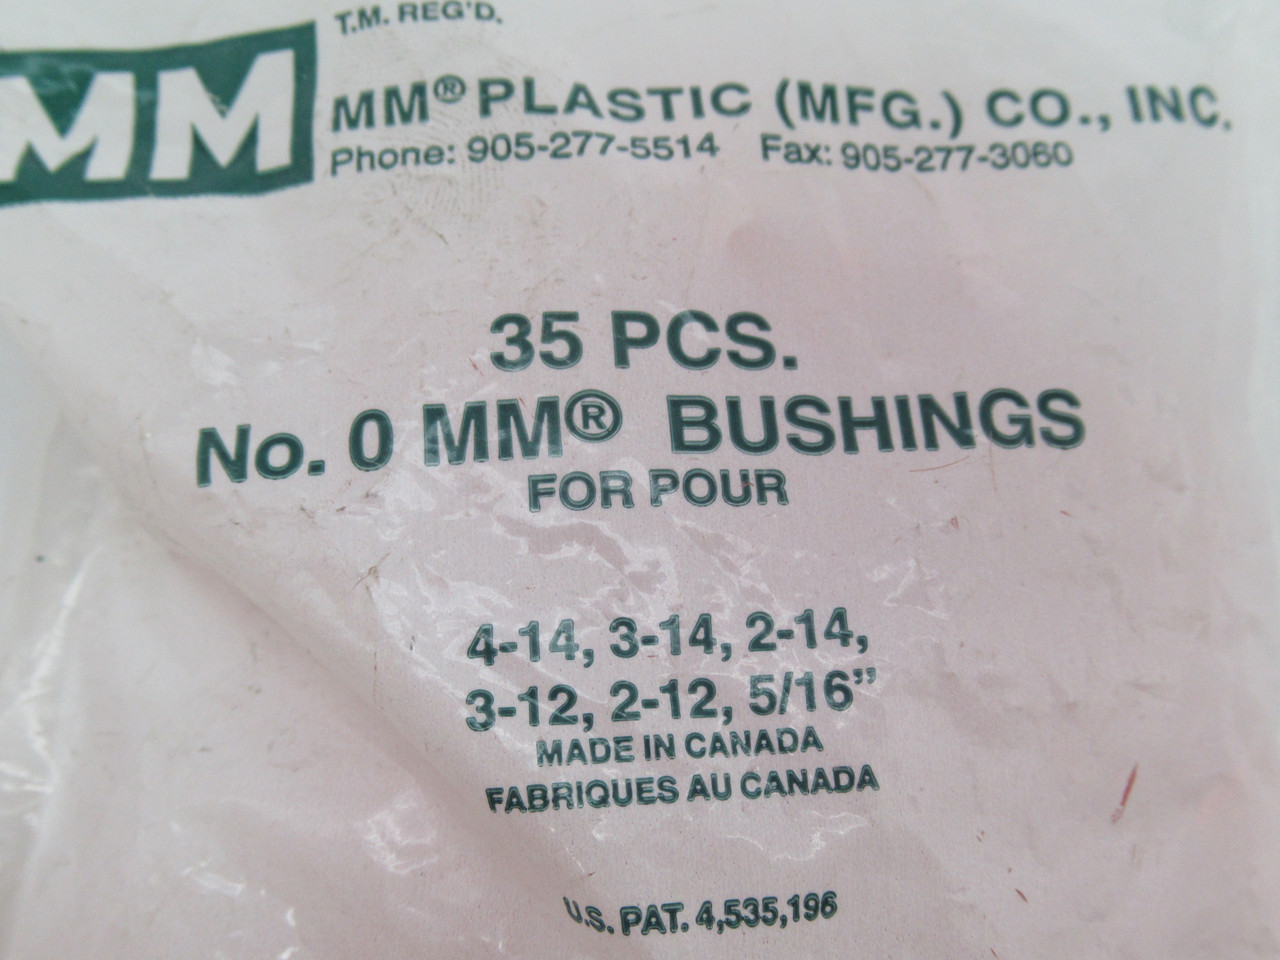 T.M. REG'D.
MM
MM® PLASTIC (MFG.) CO., INC.
Phone: 905-277-5514 Fax: 905-277-3060
35 PCS.
No. 0 MM® BUSHINGS
FOR POUR
4-14, 3-14, 2-14,
3-12, 2-12, 5/16”
MADE IN CANADA
FABRIQUES AU CANADA
U.S. PAT. 4,535,196